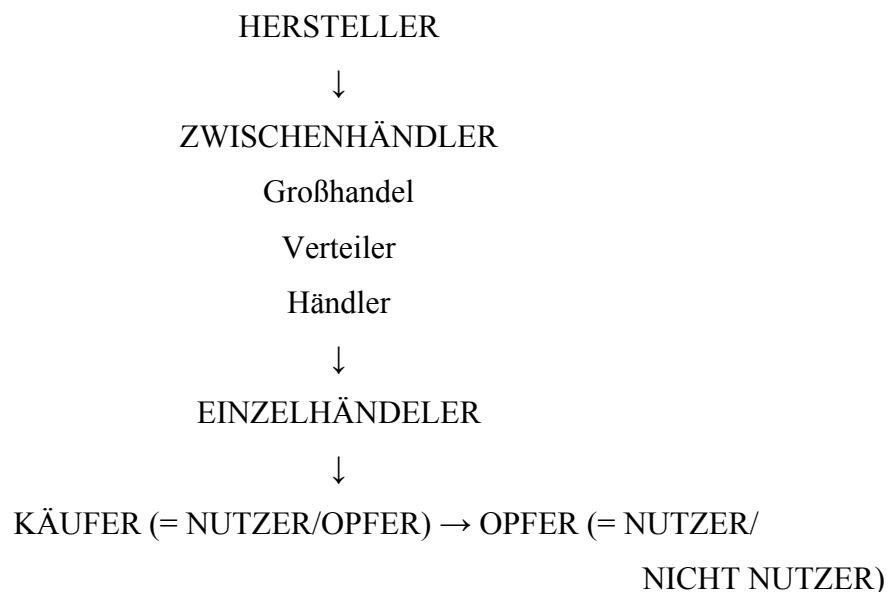 HERSTELLER
↓
ZWISCHENHÄNDLER
Großhandel
Verteiler
Händler
↓
EINZELHÄNDELER
↓
KÄUFER (= NUTZER/OPFER) → OPFER (= NUTZER/
NICHT NUTZER)